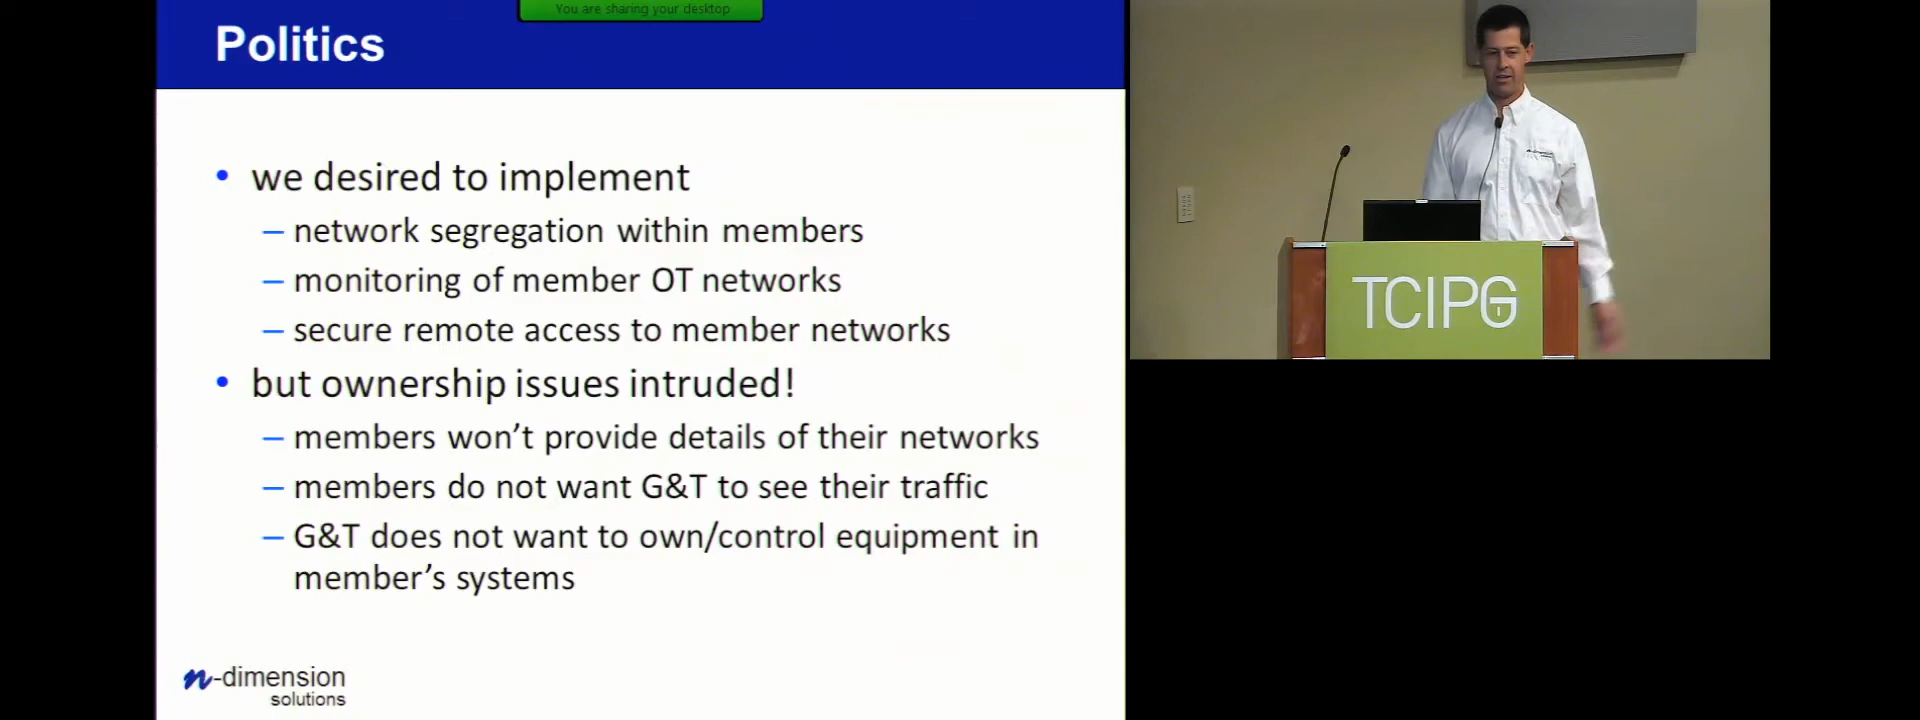 You are sharing your desktop
Politics
• we desired to implement
– network segregation within members
– monitoring of member OT networks
– secure remote access to member networks
• but ownership issues intruded!
– members won’t provide details of their networks
– members do not want G&T to see their traffic
– G&T does not want to own/control equipment in
member’s systems
n-dimension
solutions
TCIPG